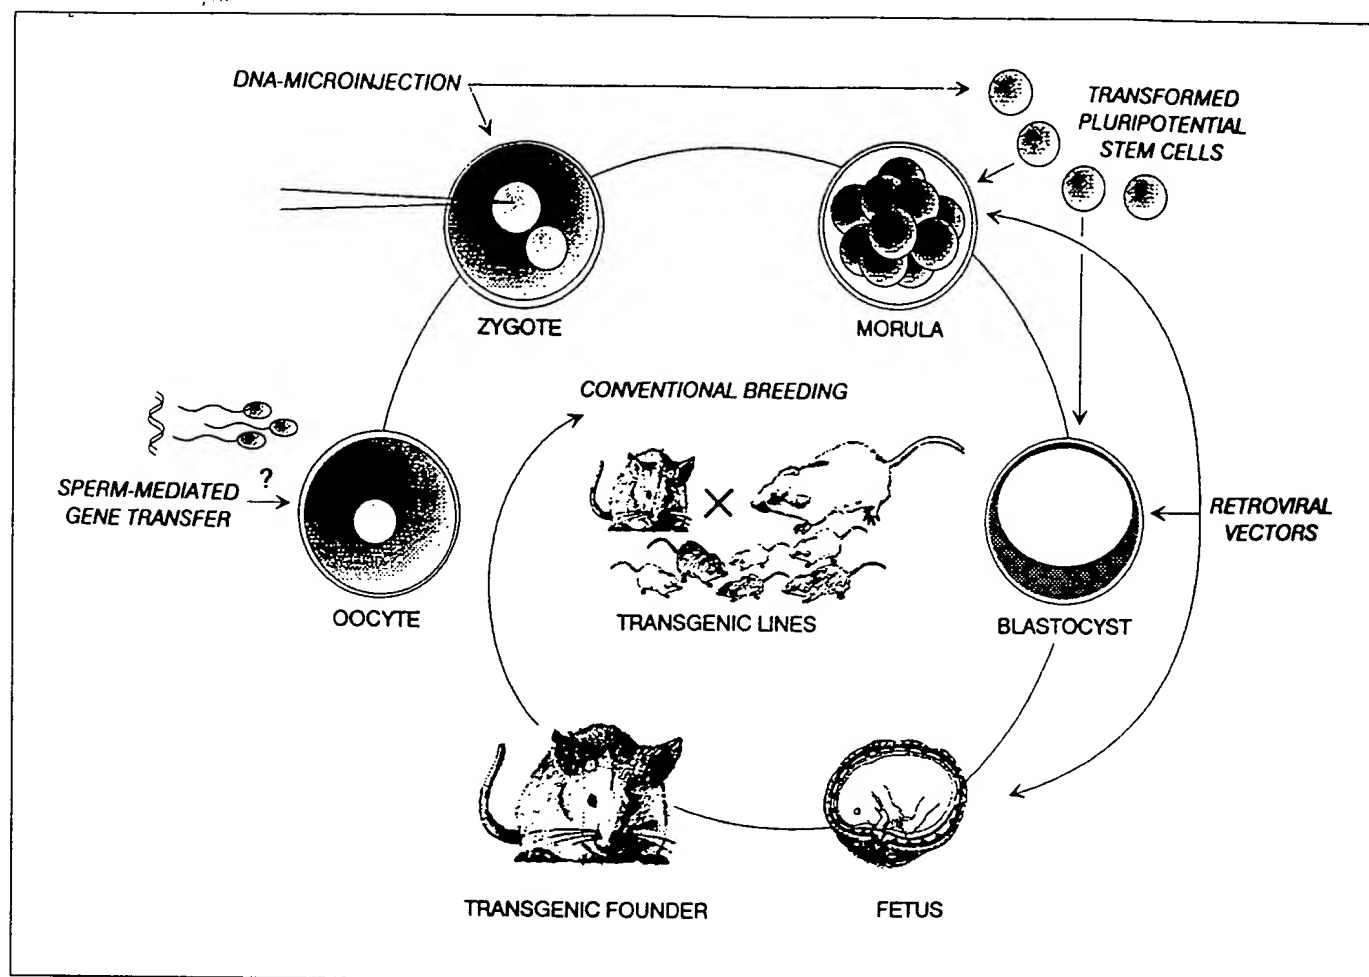 DNA-MICROINJECTION
TRANSFORMED
PLURIPOTENTIAL
STEM CELLS
ZYGOTE
MORULA
CONVENTIONAL BREEDING
?
SPERM-MEDIATED
GENE TRANSFER
RETROVIRAL
VECTORS
OOCYTE
TRANSGENIC LINES
BLASTOCYST
TRANSGENIC FOUNDER
FETUS